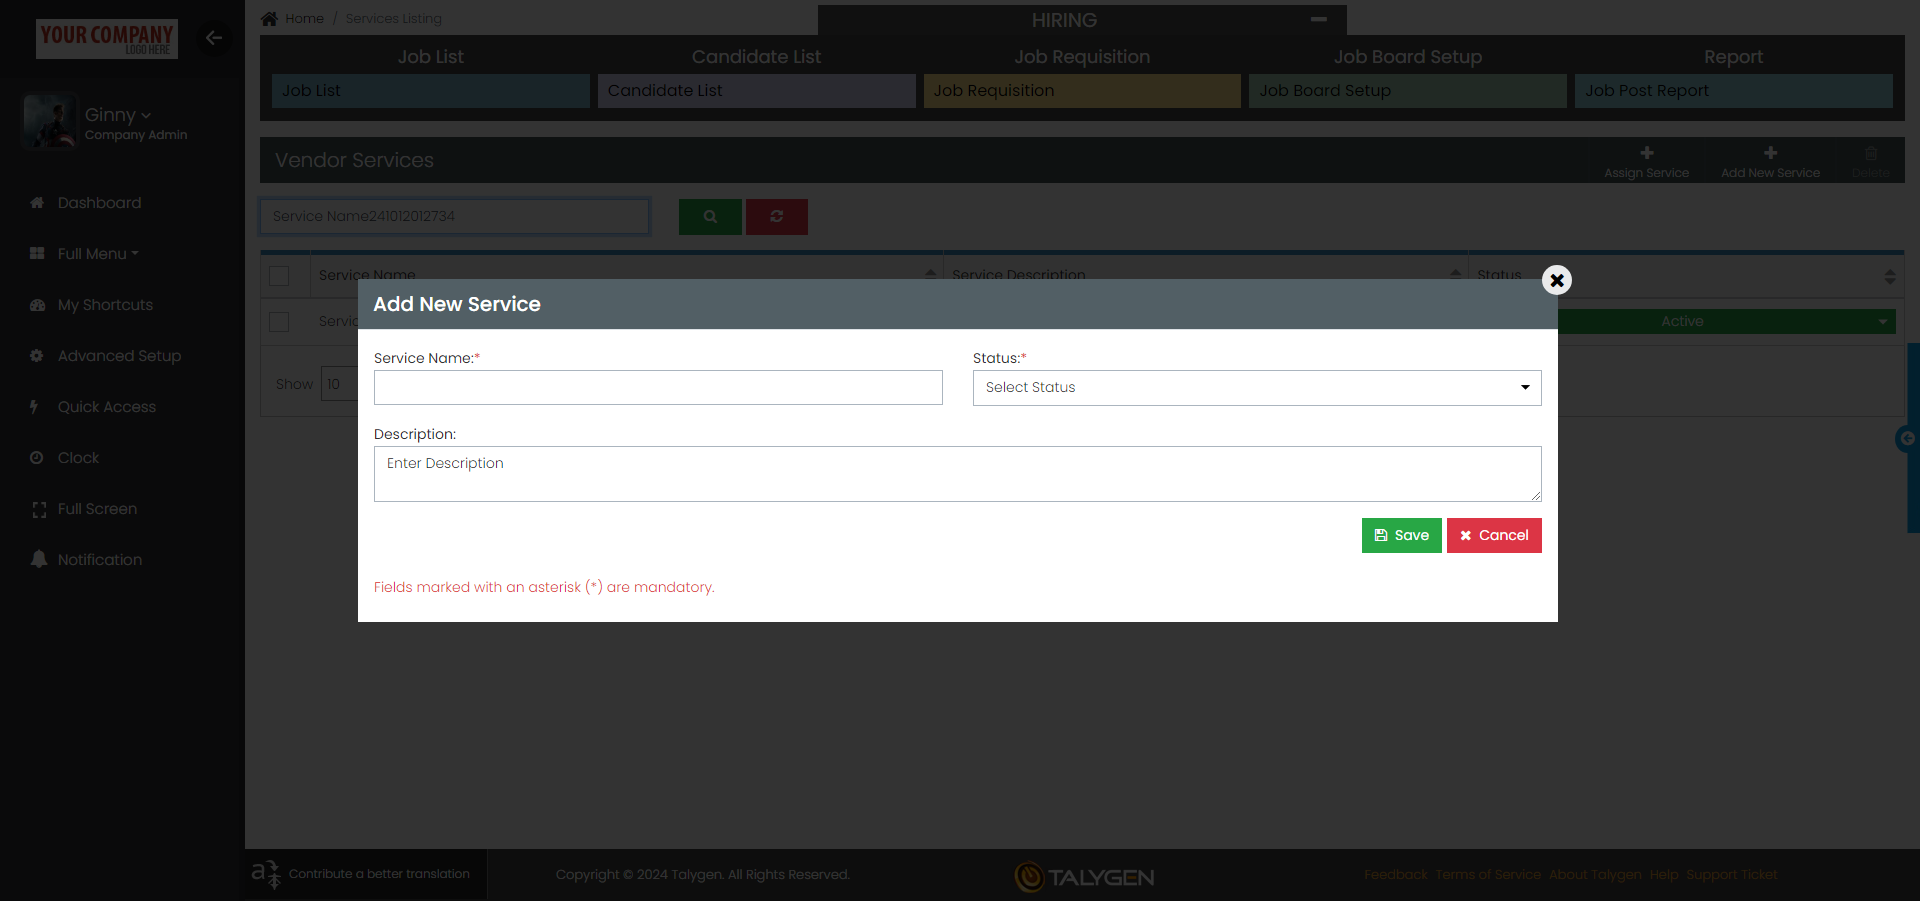 YOUR COMPANY
LOGO HERE
Ginny
Company Admin
Dashboard
Full Menu
My Shortcuts
Advanced Setup
Quick Access
Clock
Full Screen
Notification
Home / Services Listing
HIRING
Job List
Candidate List
Job Requisition
Job Board Setup
Report
Job List
Candidate List
Job Requisition
Job Board Setup
Job Post Report
Vendor Services
Assign Service
Add New Service
Delete
Service Name241012012734
Service Name
Service Description
Status
Servic
Active
Show 10
Add New Service
Service Name:*
Status:*
Select Status
Description:
Enter Description
Save
Cancel
Fields marked with an asterisk (*) are mandatory.
Contribute a better translation
Copyright © 2024 Talygen. All Rights Reserved.
TALYGEN
Feedback Terms of Service About Talygen Help Support Ticket